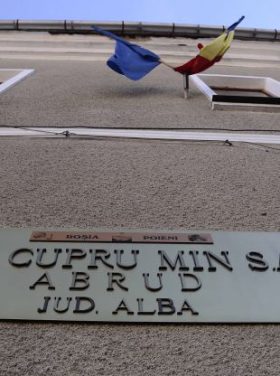 ROSIA POIENI
CUPRU MIN S.
ABRUD
JUD. ALBA